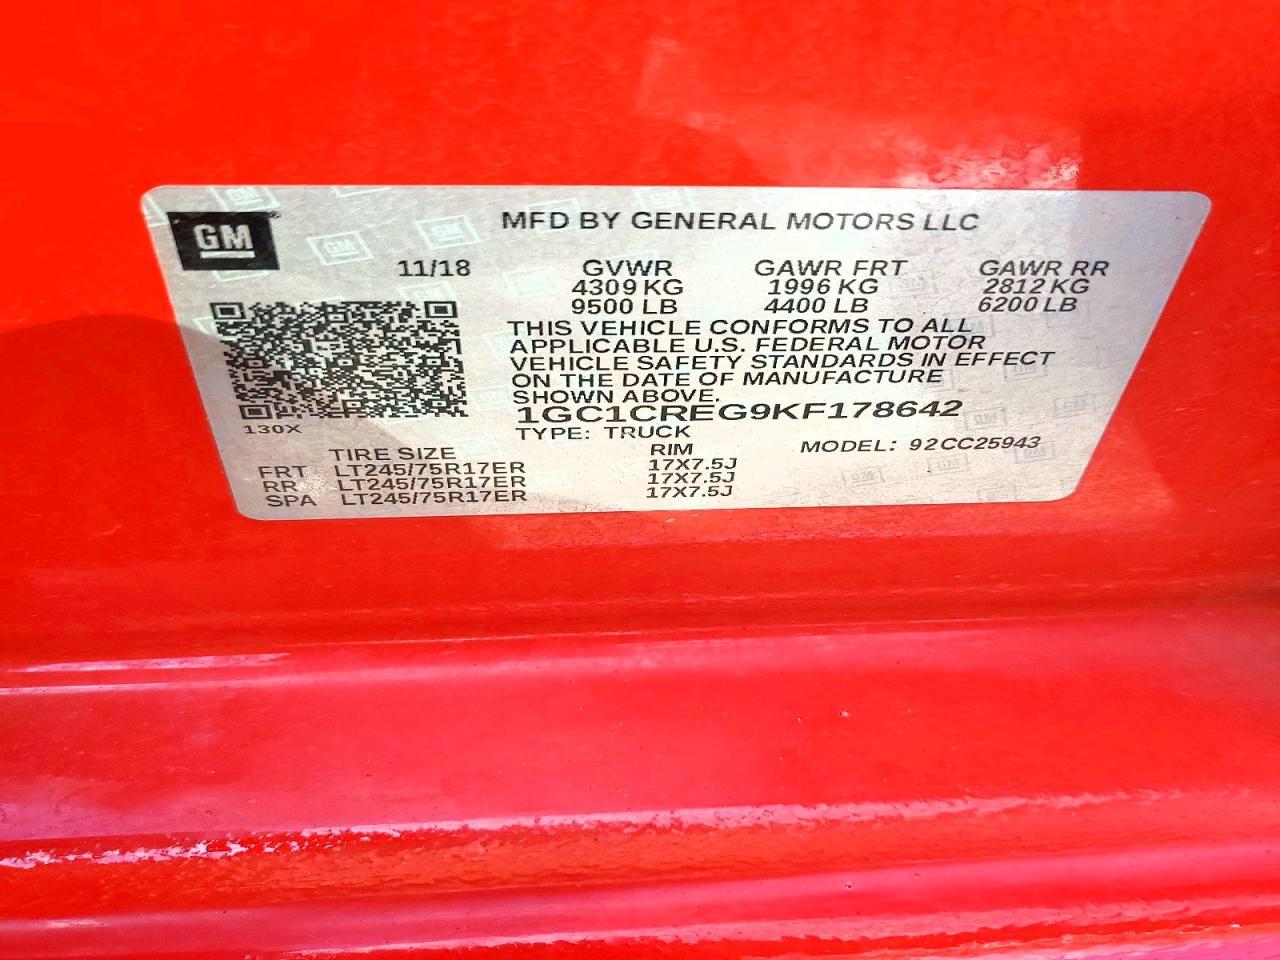 GM
MFD BY GENERAL MOTORS LLC
11/18 GVWR GAWR FRT GAWR RR
4309 KG 1996 KG 2812 KG
9500 LB 4400 LB 6200 LB
THIS VEHICLE CONFORMS TO ALL
APPLICABLE U.S. FEDERAL MOTOR
VEHICLE SAFETY STANDARDS IN EFFECT
ON THE DATE OF MANUFACTURE
SHOWN ABOVE.
1GC1CREG9KF178642
130X
TYPE: TRUCK MODEL: 92CC25943
TIRE SIZE RIM
FRT LT245/75R17ER 17X7.5J
RR LT245/75R17ER 17X7.5J
SPA LT245/75R17ER 17X7.5J